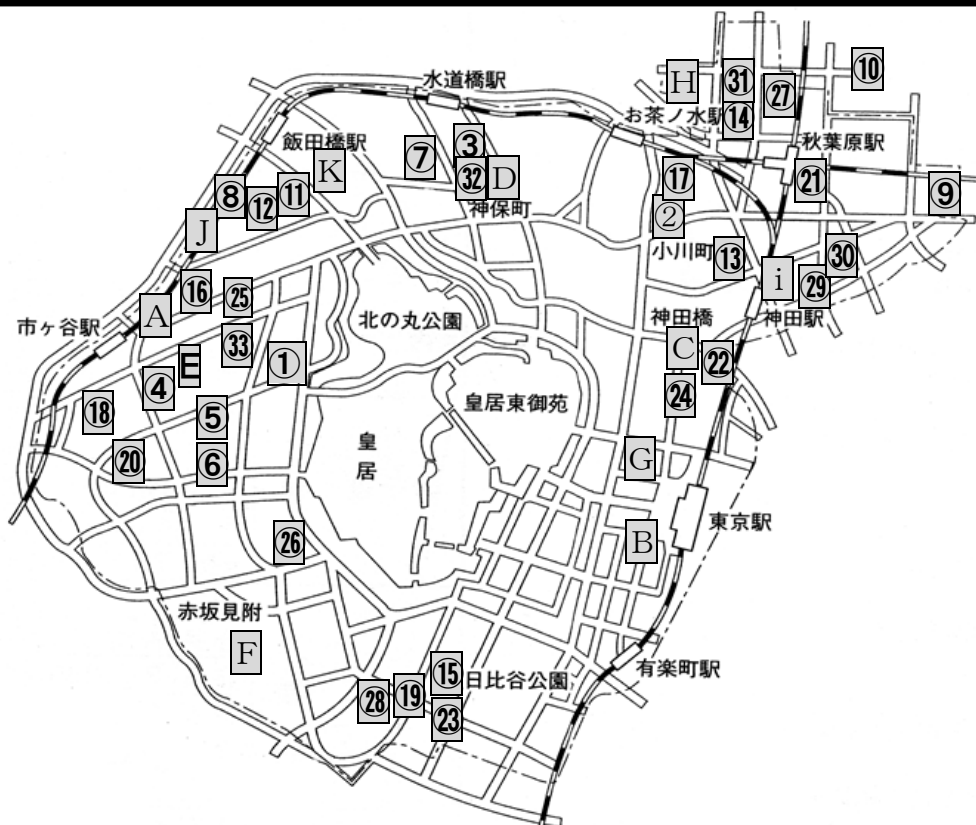 水道橋駅
H
㉛
㉗
⑩
お茶ノ水駅
⑭
飯田橋駅
K
⑦
③
㉜
D
秋葉原駅
⑰
㉑
⑨
⑧
⑫
⑪
J
神保町
②
小川町
⑬
㉚
i
㉙
⑯
㉕
A
市ヶ谷駅
北の丸公園
神田橋
神田駅
㉝
①
E
④
C
㉒
㉔
⑱
⑤
皇居東御苑
⑳
⑥
皇居
G
東京駅
㉖
B
赤坂見附
F
有楽町駅
⑮
日比谷公園
㉘
⑲
㉓